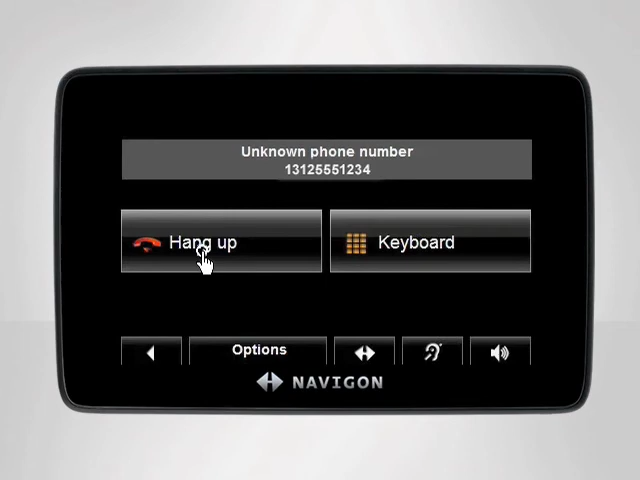 Unknown phone number
13125551234
Hang up
Keyboard
Options
NAVIGON